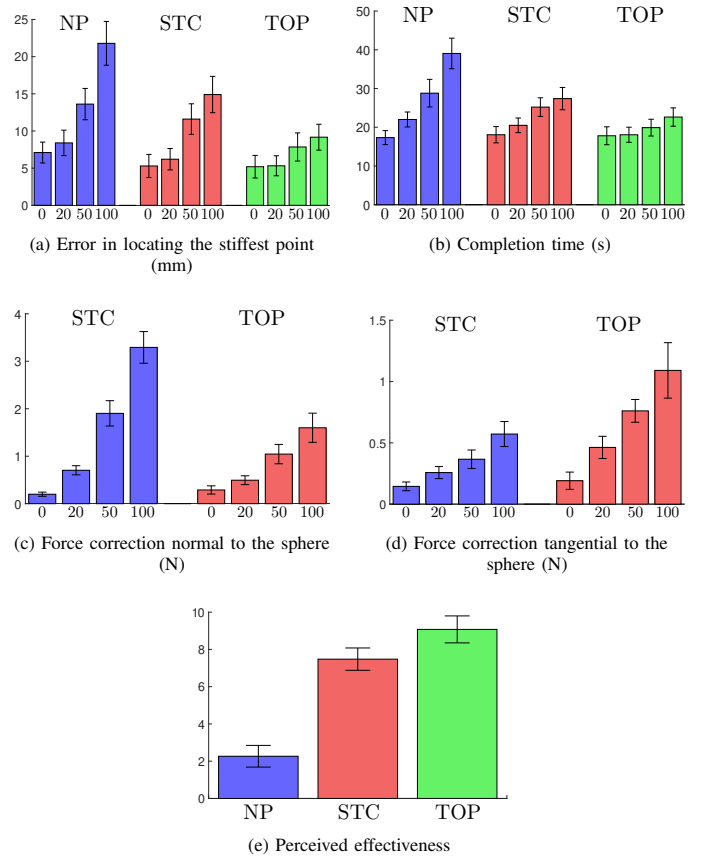 NP STC TOP
25
20
15
10
5
0
0 20 50 100 0 20 50 100 0 20 50 100
(a) Error in locating the stiffest point
(mm)
NP STC TOP
50
40
30
20
10
0
0 20 50 100 0 20 50 100 0 20 50 100
(b) Completion time (s)
STC TOP
4
3
2
1
0
0 20 50 100 0 20 50 100
(c) Force correction normal to the sphere
(N)
STC TOP
1.5
1
0.5
0
0 20 50 100 0 20 50 100
(d) Force correction tangential to the
sphere (N)
10
8
6
4
2
0
NP STC TOP
(e) Perceived effectiveness